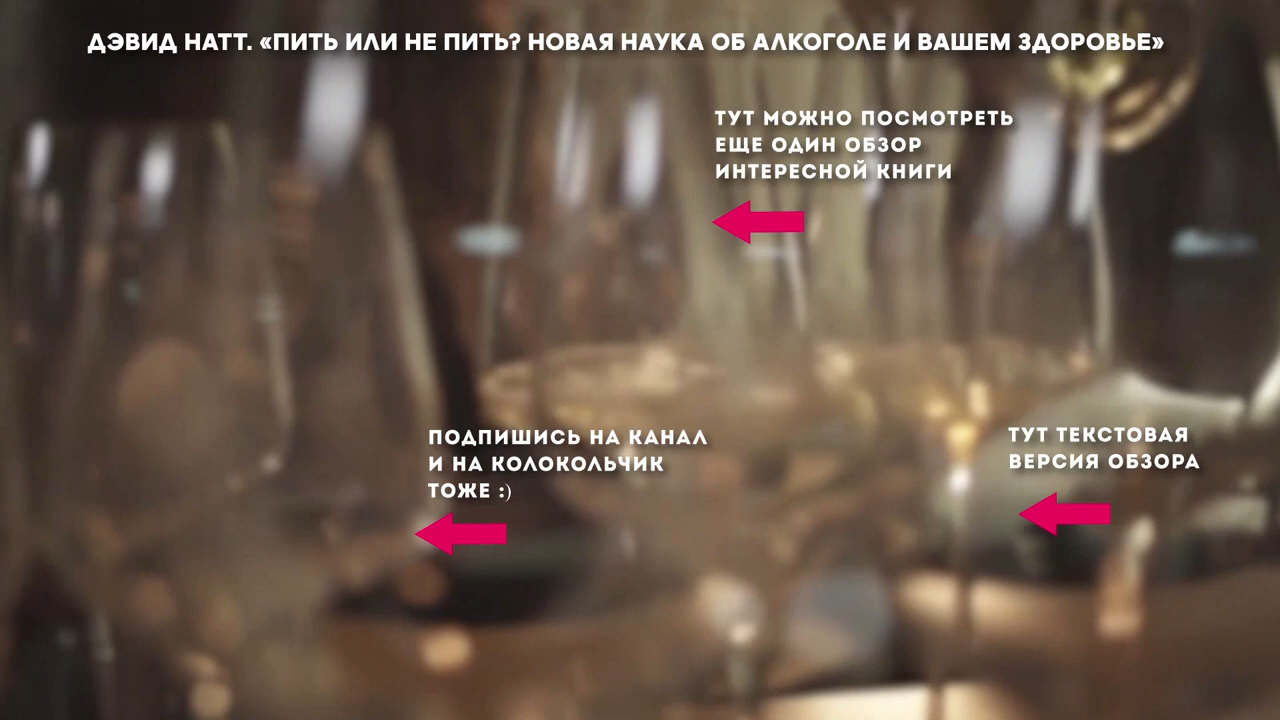 ДЭВИД НАТТ. «ПИТЬ ИЛИ НЕ ПИТЬ? НОВАЯ НАУКА ОБ АЛКОГОЛЕ И ВАШЕМ ЗДОРОВЬЕ»
ТУТ МОЖНО ПОСМОТРЕТЬ
ЕЩЕ ОДИН ОБЗОР
ИНТЕРЕСНОЙ КНИГИ
ПОДПИШИСЬ НА КАНАЛ
И НА КОЛОКОЛЬЧИК
ТОЖЕ :)
ТУТ ТЕКСТОВАЯ
ВЕРСИЯ ОБЗОРА